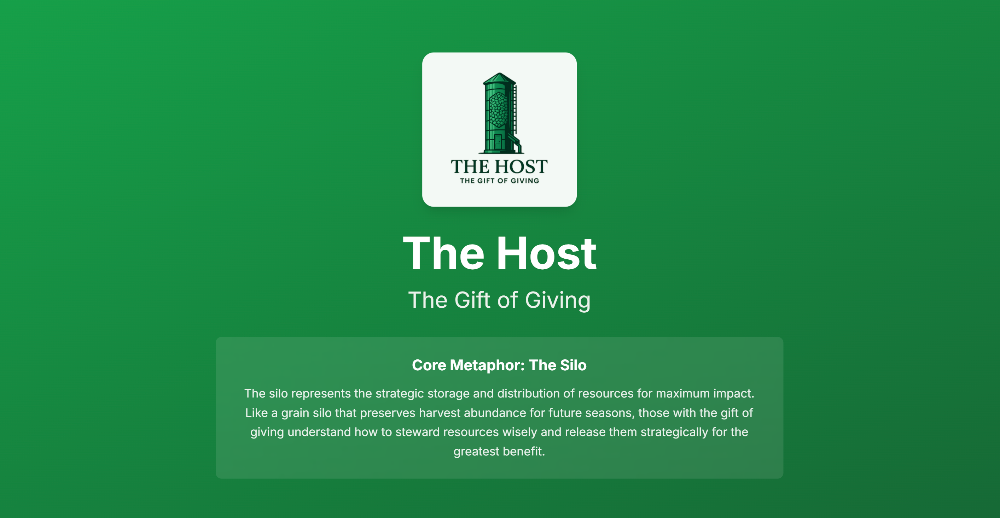 THE HOST
THE GIFT OF GIVING
The Host
The Gift of Giving
Core Metaphor: The Silo
The silo represents the strategic storage and distribution of resources for maximum impact.
Like a grain silo that preserves harvest abundance for future seasons, those with the gift of
giving understand how to steward resources wisely and release them strategically for the
greatest benefit.